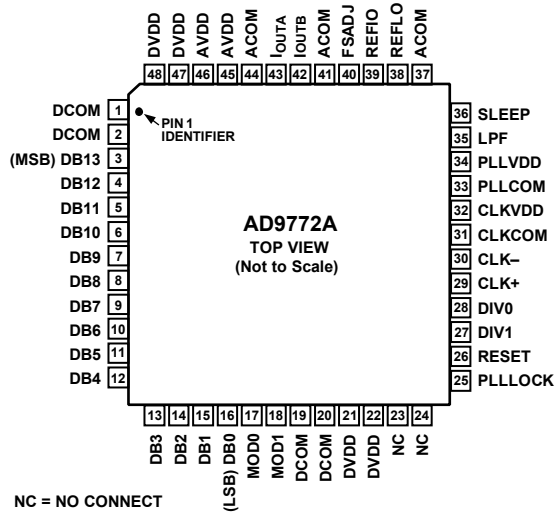 DVDD
DVDD
AVDD
AVDD
ACOM
IOUTA
IOUTB
ACOM
FSADJ
REFIO
REFLO
ACOM
48 47 46 45 44 43 42 41 40 39 38 37
DCOM 1
DCOM 2
(MSB) DB13 3
DB12 4
DB11 5
DB10 6
DB9 7
DB8 8
DB7 9
DB6 10
DB5 11
DB4 12
PIN 1
IDENTIFIER
AD9772A
TOP VIEW
(Not to Scale)
36 SLEEP
35 LPF
34 PLLVDD
33 PLLCOM
32 CLKVDD
31 CLKCOM
30 CLK–
29 CLK+
28 DIV0
27 DIV1
26 RESET
25 PLLLOCK
13 14 15 16 17 18 19 20 21 22 23 24
DB3
DB2
DB1
(LSB) DB0
MOD0
MOD1
DCOM
DCOM
DVDD
DVDD
NC
NC
NC = NO CONNECT